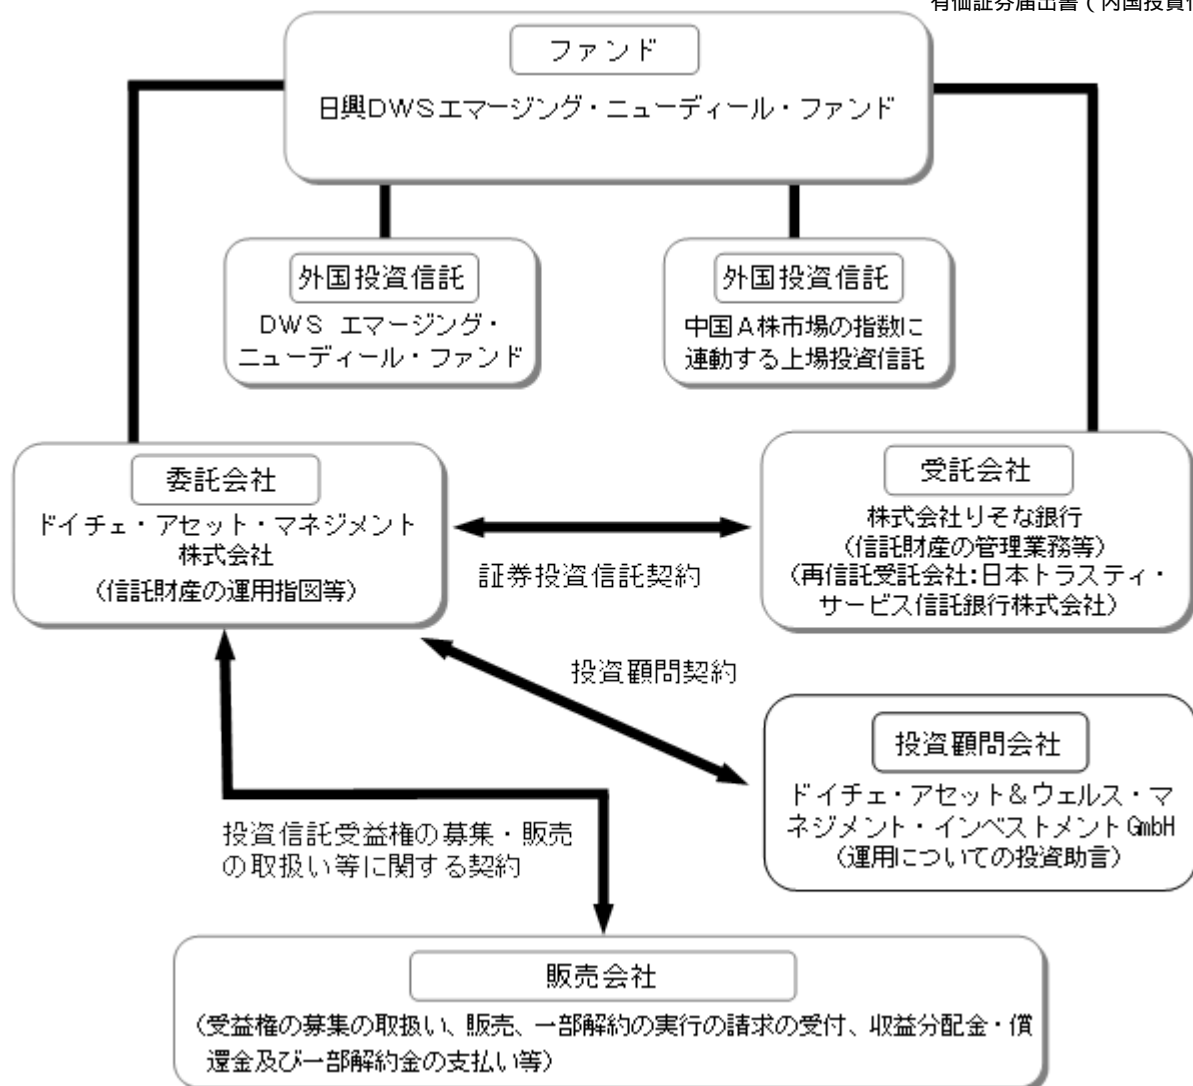 有価証券届出書（内国投資信
ファンド
日興DWSエマージング・ニューディール・ファンド
外国投資信託
DWS エマージング・
ニューディール・ファンド
外国投資信託
中国A株市場の指数に
連動する上場投資信託
委託会社
ドイチェ・アセット・マネジメント
株式会社
(信託財産の運用指図等)
証券投資信託契約
受託会社
株式会社りそな銀行
(信託財産の管理業務等)
(再信託受託会社:日本トラスティ・
サービス信託銀行株式会社)
投資顧問契約
投資顧問会社
ドイチェ・アセット＆ウェルス・マ
ネジメント・インベストメントGmbH
(運用についての投資助言)
投資信託受益権の募集・販売
の取扱い等に関する契約
販売会社
(受益権の募集の取扱い、販売、一部解約の実行の請求の受付、収益分配金・償
還金及び一部解約金の支払い等)